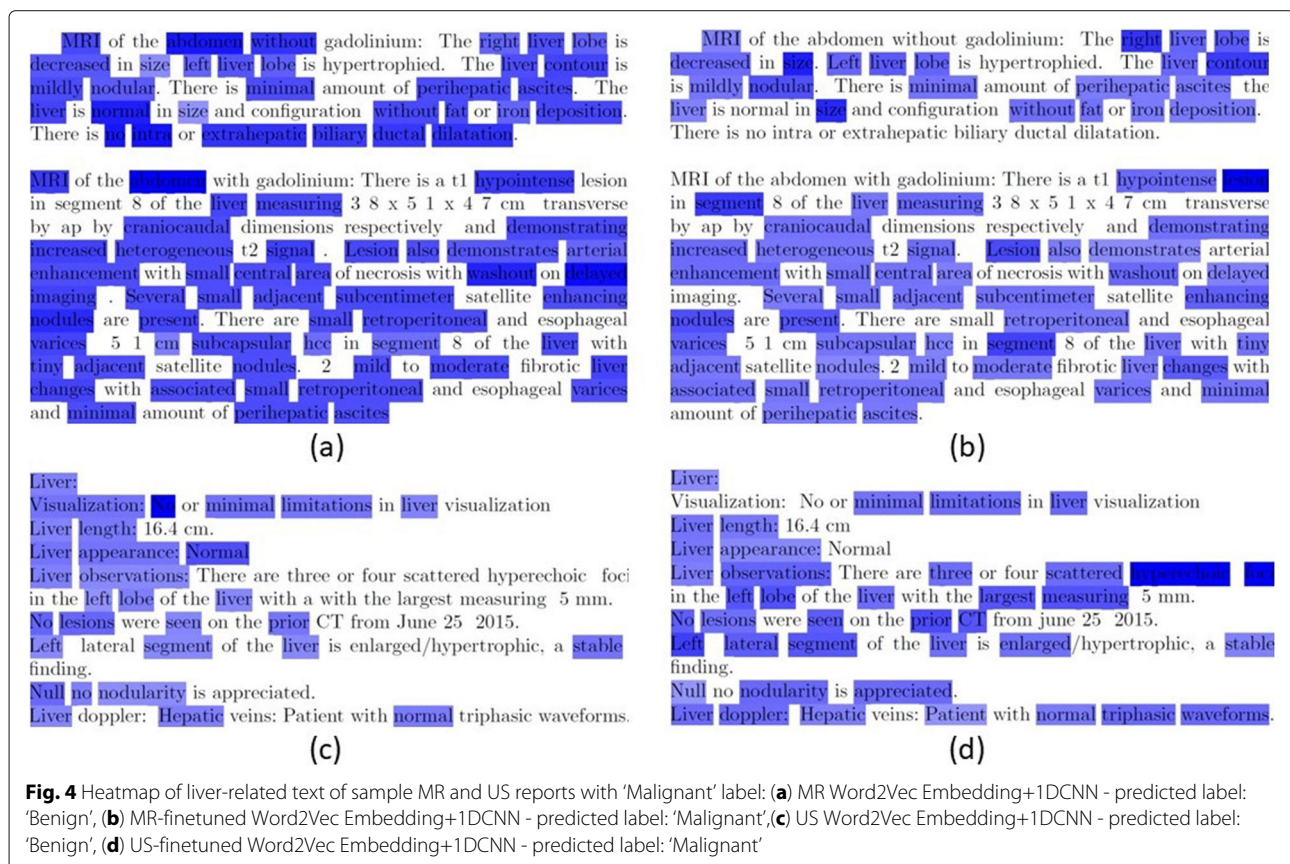 MRI of the abdomen without gadolinium: The right liver lobe is
decreased in size left liver lobe is hypertrophied. The liver contour is
mildly nodular. There is minimal amount of perihepatic ascites. The
liver is normal in size and configuration without fat or iron deposition.
There is no intra or extrahepatic biliary ductal dilatation.
MRI of the abdomen with gadolinium: There is a t1 hypointense lesion
in segment 8 of the liver measuring 3 8 x 5 1 x 4 7 cm transverse
by ap by craniocaudal dimensions respectively and demonstrating
increased heterogeneous t2 signal . Lesion also demonstrates arterial
enhancement with small central area of necrosis with washout on delayed
imaging . Several small adjacent subcentimeter satellite enhancing
nodules are present. There are small retroperitoneal and esophageal
varices 5 1 cm subcapsular hcc in segment 8 of the liver with
tiny adjacent satellite nodules. 2 mild to moderate fibrotic liver
changes with associated small retroperitoneal and esophageal varices
and minimal amount of perihepatic ascites
(a)
MRI of the abdomen without gadolinium: The right liver lobe is
decreased in size. Left liver lobe is hypertrophied. The liver contour
is mildly nodular. There is minimal amount of perihepatic ascites the
liver is normal in size and configuration without fat or iron deposition.
There is no intra or extrahepatic biliary ductal dilatation.
MRI of the abdomen with gadolinium: There is a t1 hypointense lesion
in segment 8 of the liver measuring 3 8 x 5 1 x 4 7 cm transverse
by ap by craniocaudal dimensions respectively and demonstrating
increased heterogeneous t2 signal. Lesion also demonstrates arterial
enhancement with small central area of necrosis with washout on delayed
imaging. Several small adjacent subcentimeter satellite enhancing
nodules are present. There are small retroperitoneal and esophageal
varices 5 1 cm subcapsular hcc in segment 8 of the liver with tiny
adjacent satellite nodules. 2 mild to moderate fibrotic liver changes with
associated small retroperitoneal and esophageal varices and minimal
amount of perihepatic ascites.
(b)
Liver:
Visualization: No or minimal limitations in liver visualization
Liver length: 16.4 cm.
Liver appearance: Normal
Liver observations: There are three or four scattered hyperechoic foci
in the left lobe of the liver with a with the largest measuring 5 mm.
No lesions were seen on the prior CT from June 25 2015.
Left lateral segment of the liver is enlarged/hypertrophic, a stable
finding.
Null no nodularity is appreciated.
Liver doppler: Hepatic veins: Patient with normal triphasic waveforms.
(c)
Liver:
Visualization: No or minimal limitations in liver visualization
Liver length: 16.4 cm
Liver appearance: Normal
Liver observations: There are three or four scattered hyperechoic foci
in the left lobe of the liver with the largest measuring 5 mm.
No lesions were seen on the prior CT from june 25 2015.
Left lateral segment of the liver is enlarged/hypertrophic, a stable
finding.
Null no nodularity is appreciated.
Liver doppler: Hepatic veins: Patient with normal triphasic waveforms.
(d)
Fig. 4 Heatmap of liver-related text of sample MR and US reports with 'Malignant' label: (a) MR Word2Vec Embedding+1DCNN - predicted label:
'Benign', (b) MR-finetuned Word2Vec Embedding+1DCNN - predicted label: 'Malignant',(c) US Word2Vec Embedding+1DCNN - predicted label:
'Benign', (d) US-finetuned Word2Vec Embedding+1DCNN - predicted label: 'Malignant'